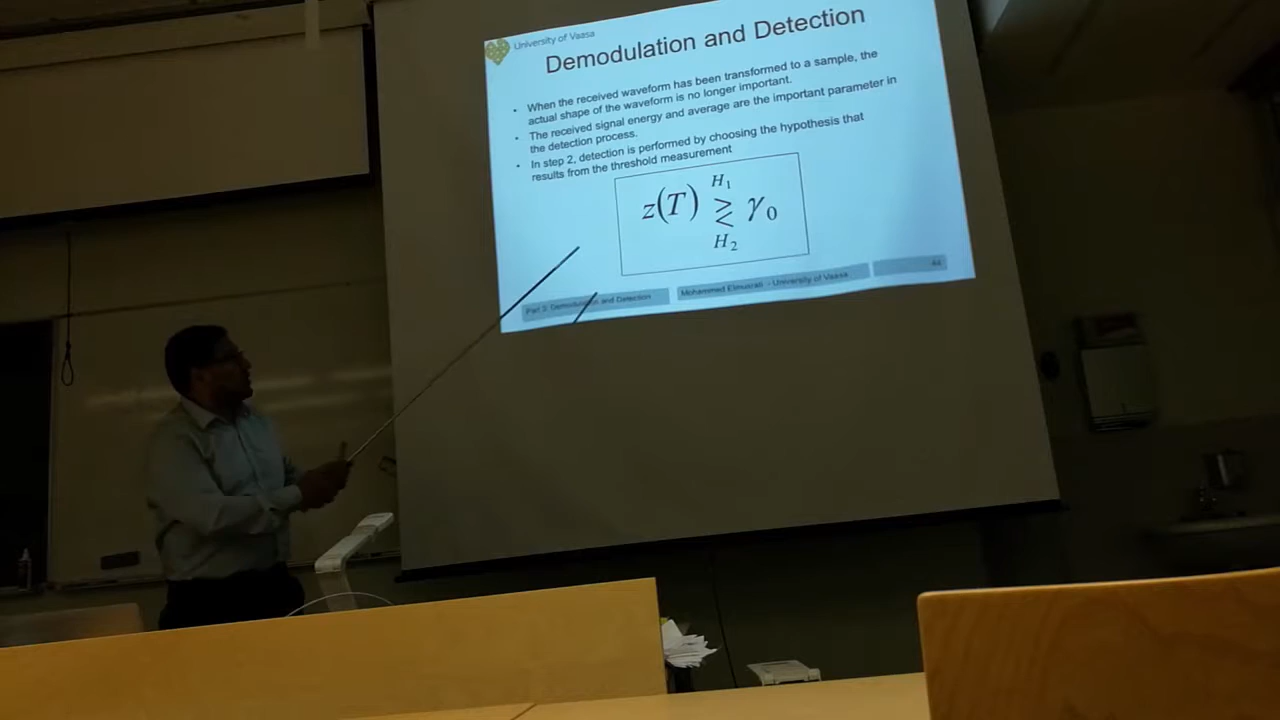 University of Vaasa
Demodulation and Detection
• When the received waveform has been transformed to a sample, the
actual shape of the waveform is no longer important.
• The received signal energy and average are the important parameter in
the detection process.
• In step 2, detection is performed by choosing the hypothesis that
results from the threshold measurement
H₁
z(T) ≷ γ₀
H₂
Part 3: Demodulation and Detection
Mohammed Elmusrati - University of Vaasa
44